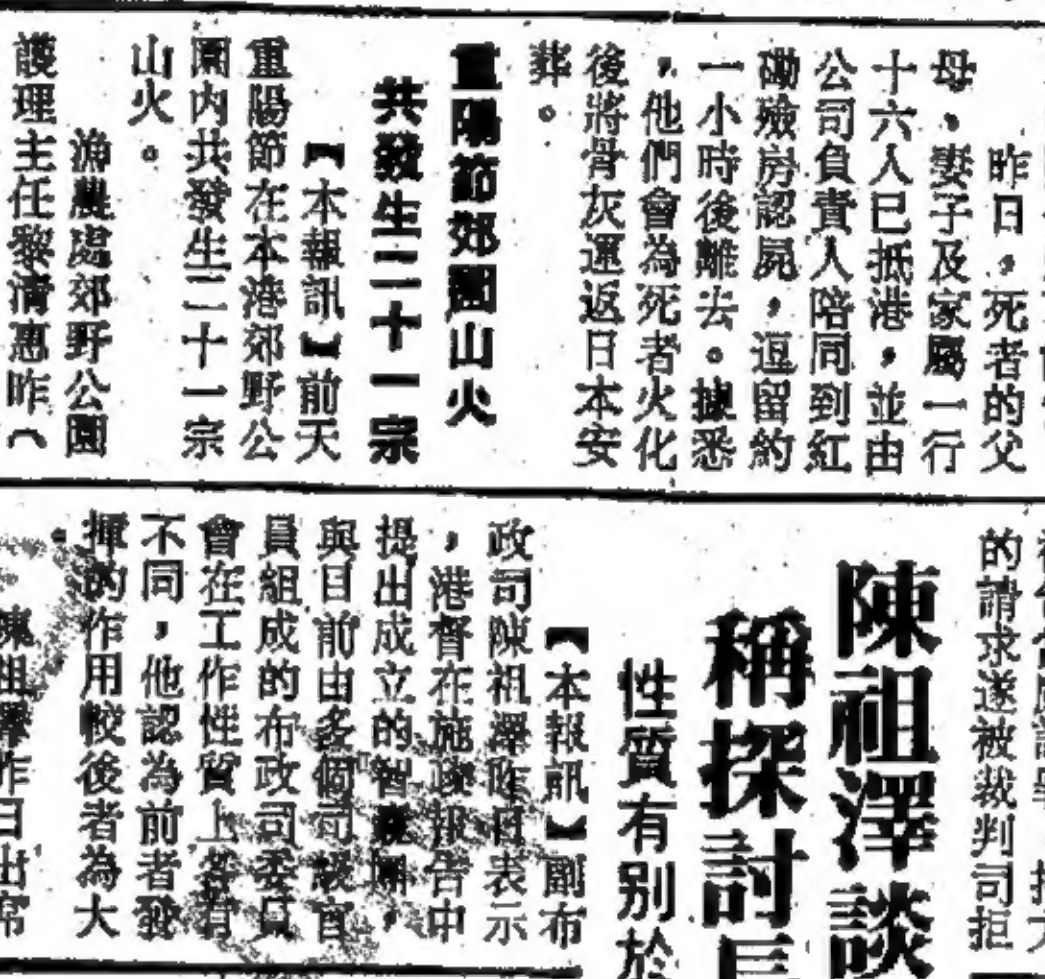 昨日，死者的父
母、妻子及家屬一行
十六人已抵港，並由
公司負責人陪同到紅
磡殮房認屍，逗留約
一小時後離去。據悉
，他們會為死者火化
後將骨灰運返日本安
葬。
重陽節郊園山火
共發生二十一宗
【本報訊】前天
重陽節在本港郊野公
園內共發生二十一宗
山火。
漁農處郊野公園
護理主任黎清惠昨（
的請求遂被裁判司拒
陳祖澤談
稱探討長
性質有别於
【本報訊】副布
政司陳祖澤昨日表示
，港督在施政報告中
提出成立的智囊團，
與日前由多個司級官
員組成的布政司委員
會在工作性質上各有
不同，他認為前者發
揮的作用較後者為大
。
陳祖澤昨日出席